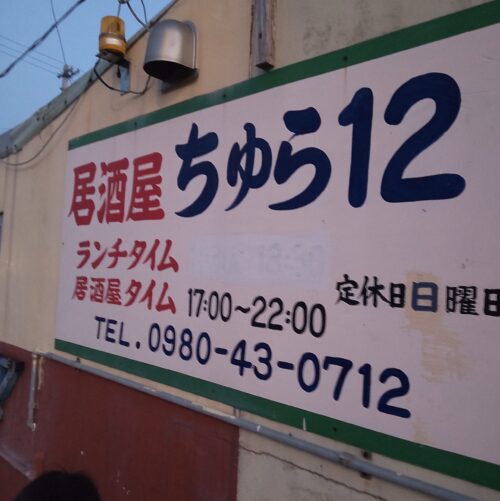 居酒屋 ちゅら12
ランチタイム
居酒屋タイム 17:00~22:00 定休日日曜日
TEL.0980-43-0712